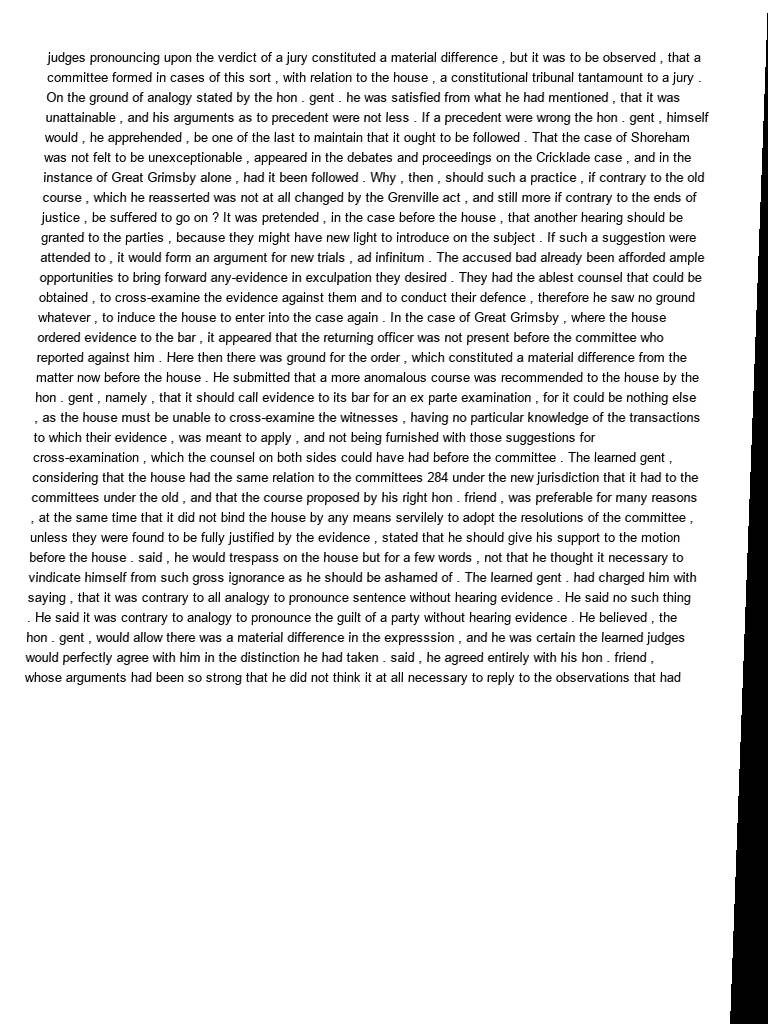 judges pronouncing upon the verdict of a jury constituted a material difference , but it was to be observed , that a
committee formed in cases of this sort , with relation to the house , a constitutional tribunal tantamount to a jury .
On the ground of analogy stated by the hon . gent . he was satisfied from what he had mentioned , that it was
unattainable , and his arguments as to precedent were not less . If a precedent were wrong the hon . gent , himself
would , he apprehended , be one of the last to maintain that it ought to be followed . That the case of Shoreham
was not felt to be unexceptionable , appeared in the debates and proceedings on the Cricklade case , and in the
instance of Great Grimsby alone , had it been followed . Why , then , should such a practice , if contrary to the old
course , which he reasserted was not at all changed by the Grenville act , and still more if contrary to the ends of
justice , be suffered to go on ? It was pretended , in the case before the house , that another hearing should be
granted to the parties , because they might have new light to introduce on the subject . If such a suggestion were
attended to , it would form an argument for new trials , ad infinitum . The accused bad already been afforded ample
opportunities to bring forward any-evidence in exculpation they desired . They had the ablest counsel that could be
obtained , to cross-examine the evidence against them and to conduct their defence , therefore he saw no ground
whatever , to induce the house to enter into the case again . In the case of Great Grimsby , where the house
ordered evidence to the bar , it appeared that the returning officer was not present before the committee who
reported against him . Here then there was ground for the order , which constituted a material difference from the
matter now before the house . He submitted that a more anomalous course was recommended to the house by the
hon . gent , namely , that it should call evidence to its bar for an ex parte examination , for it could be nothing else
, as the house must be unable to cross-examine the witnesses , having no particular knowledge of the transactions
to which their evidence , was meant to apply , and not being furnished with those suggestions for
cross-examination , which the counsel on both sides could have had before the committee . The learned gent ,
considering that the house had the same relation to the committees 284 under the new jurisdiction that it had to the
committees under the old , and that the course proposed by his right hon . friend , was preferable for many reasons
, at the same time that it did not bind the house by any means servilely to adopt the resolutions of the committee ,
unless they were found to be fully justified by the evidence , stated that he should give his support to the motion
before the house . said , he would trespass on the house but for a few words , not that he thought it necessary to
vindicate himself from such gross ignorance as he should be ashamed of . The learned gent . had charged him with
saying , that it was contrary to all analogy to pronounce sentence without hearing evidence . He said no such thing
. He said it was contrary to analogy to pronounce the guilt of a party without hearing evidence . He believed , the
hon . gent , would allow there was a material difference in the expresssion , and he was certain the learned judges
would perfectly agree with him in the distinction he had taken . said , he agreed entirely with his hon . friend ,
whose arguments had been so strong that he did not think it at all necessary to reply to the observations that had